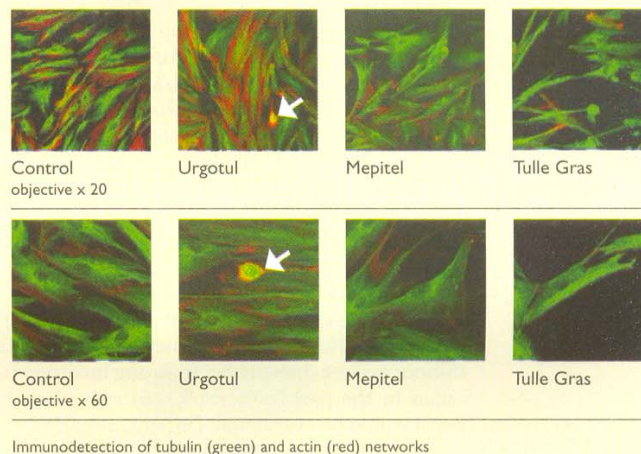 Control Urgotul Mepitel Tulle Gras
objective x 20
Control Urgotul Mepitel Tulle Gras
objective x 60
Immunodetection of tubulin (green) and actin (red) networks